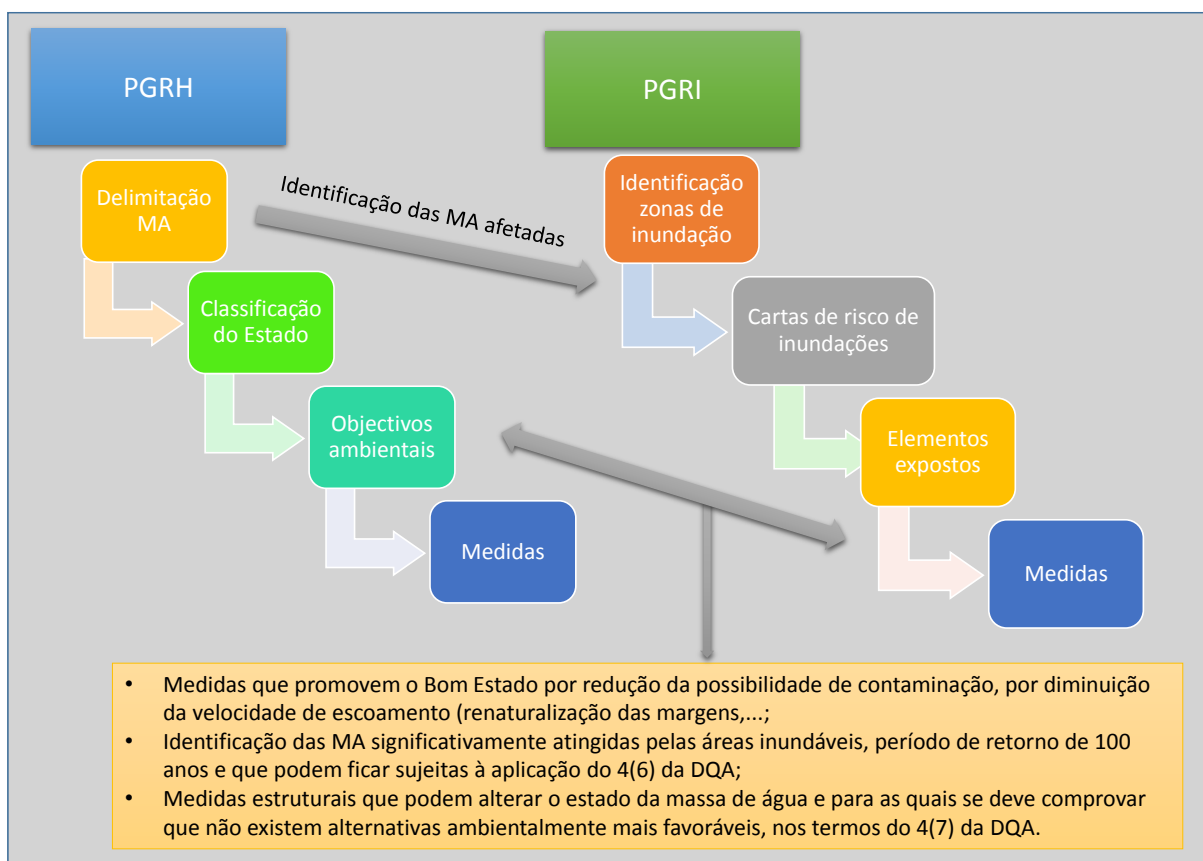 PGRH
PGRI
Delimitação
MA
Identificação das MA afetadas
Identificação
zonas de
inundação
Classificação
do Estado
Cartas de risco de
inundações
Objectivos
ambientais
Elementos
expostos
Medidas
Medidas
• Medidas que promovem o Bom Estado por redução da possibilidade de contaminação, por diminuição
da velocidade de escoamento (renaturalização das margens,...;
• Identificação das MA significativamente atingidas pelas áreas inundáveis, período de retorno de 100
anos e que podem ficar sujeitas à aplicação do 4(6) da DQA;
• Medidas estruturais que podem alterar o estado da massa de água e para as quais se deve comprovar
que não existem alternativas ambientalmente mais favoráveis, nos termos do 4(7) da DQA.